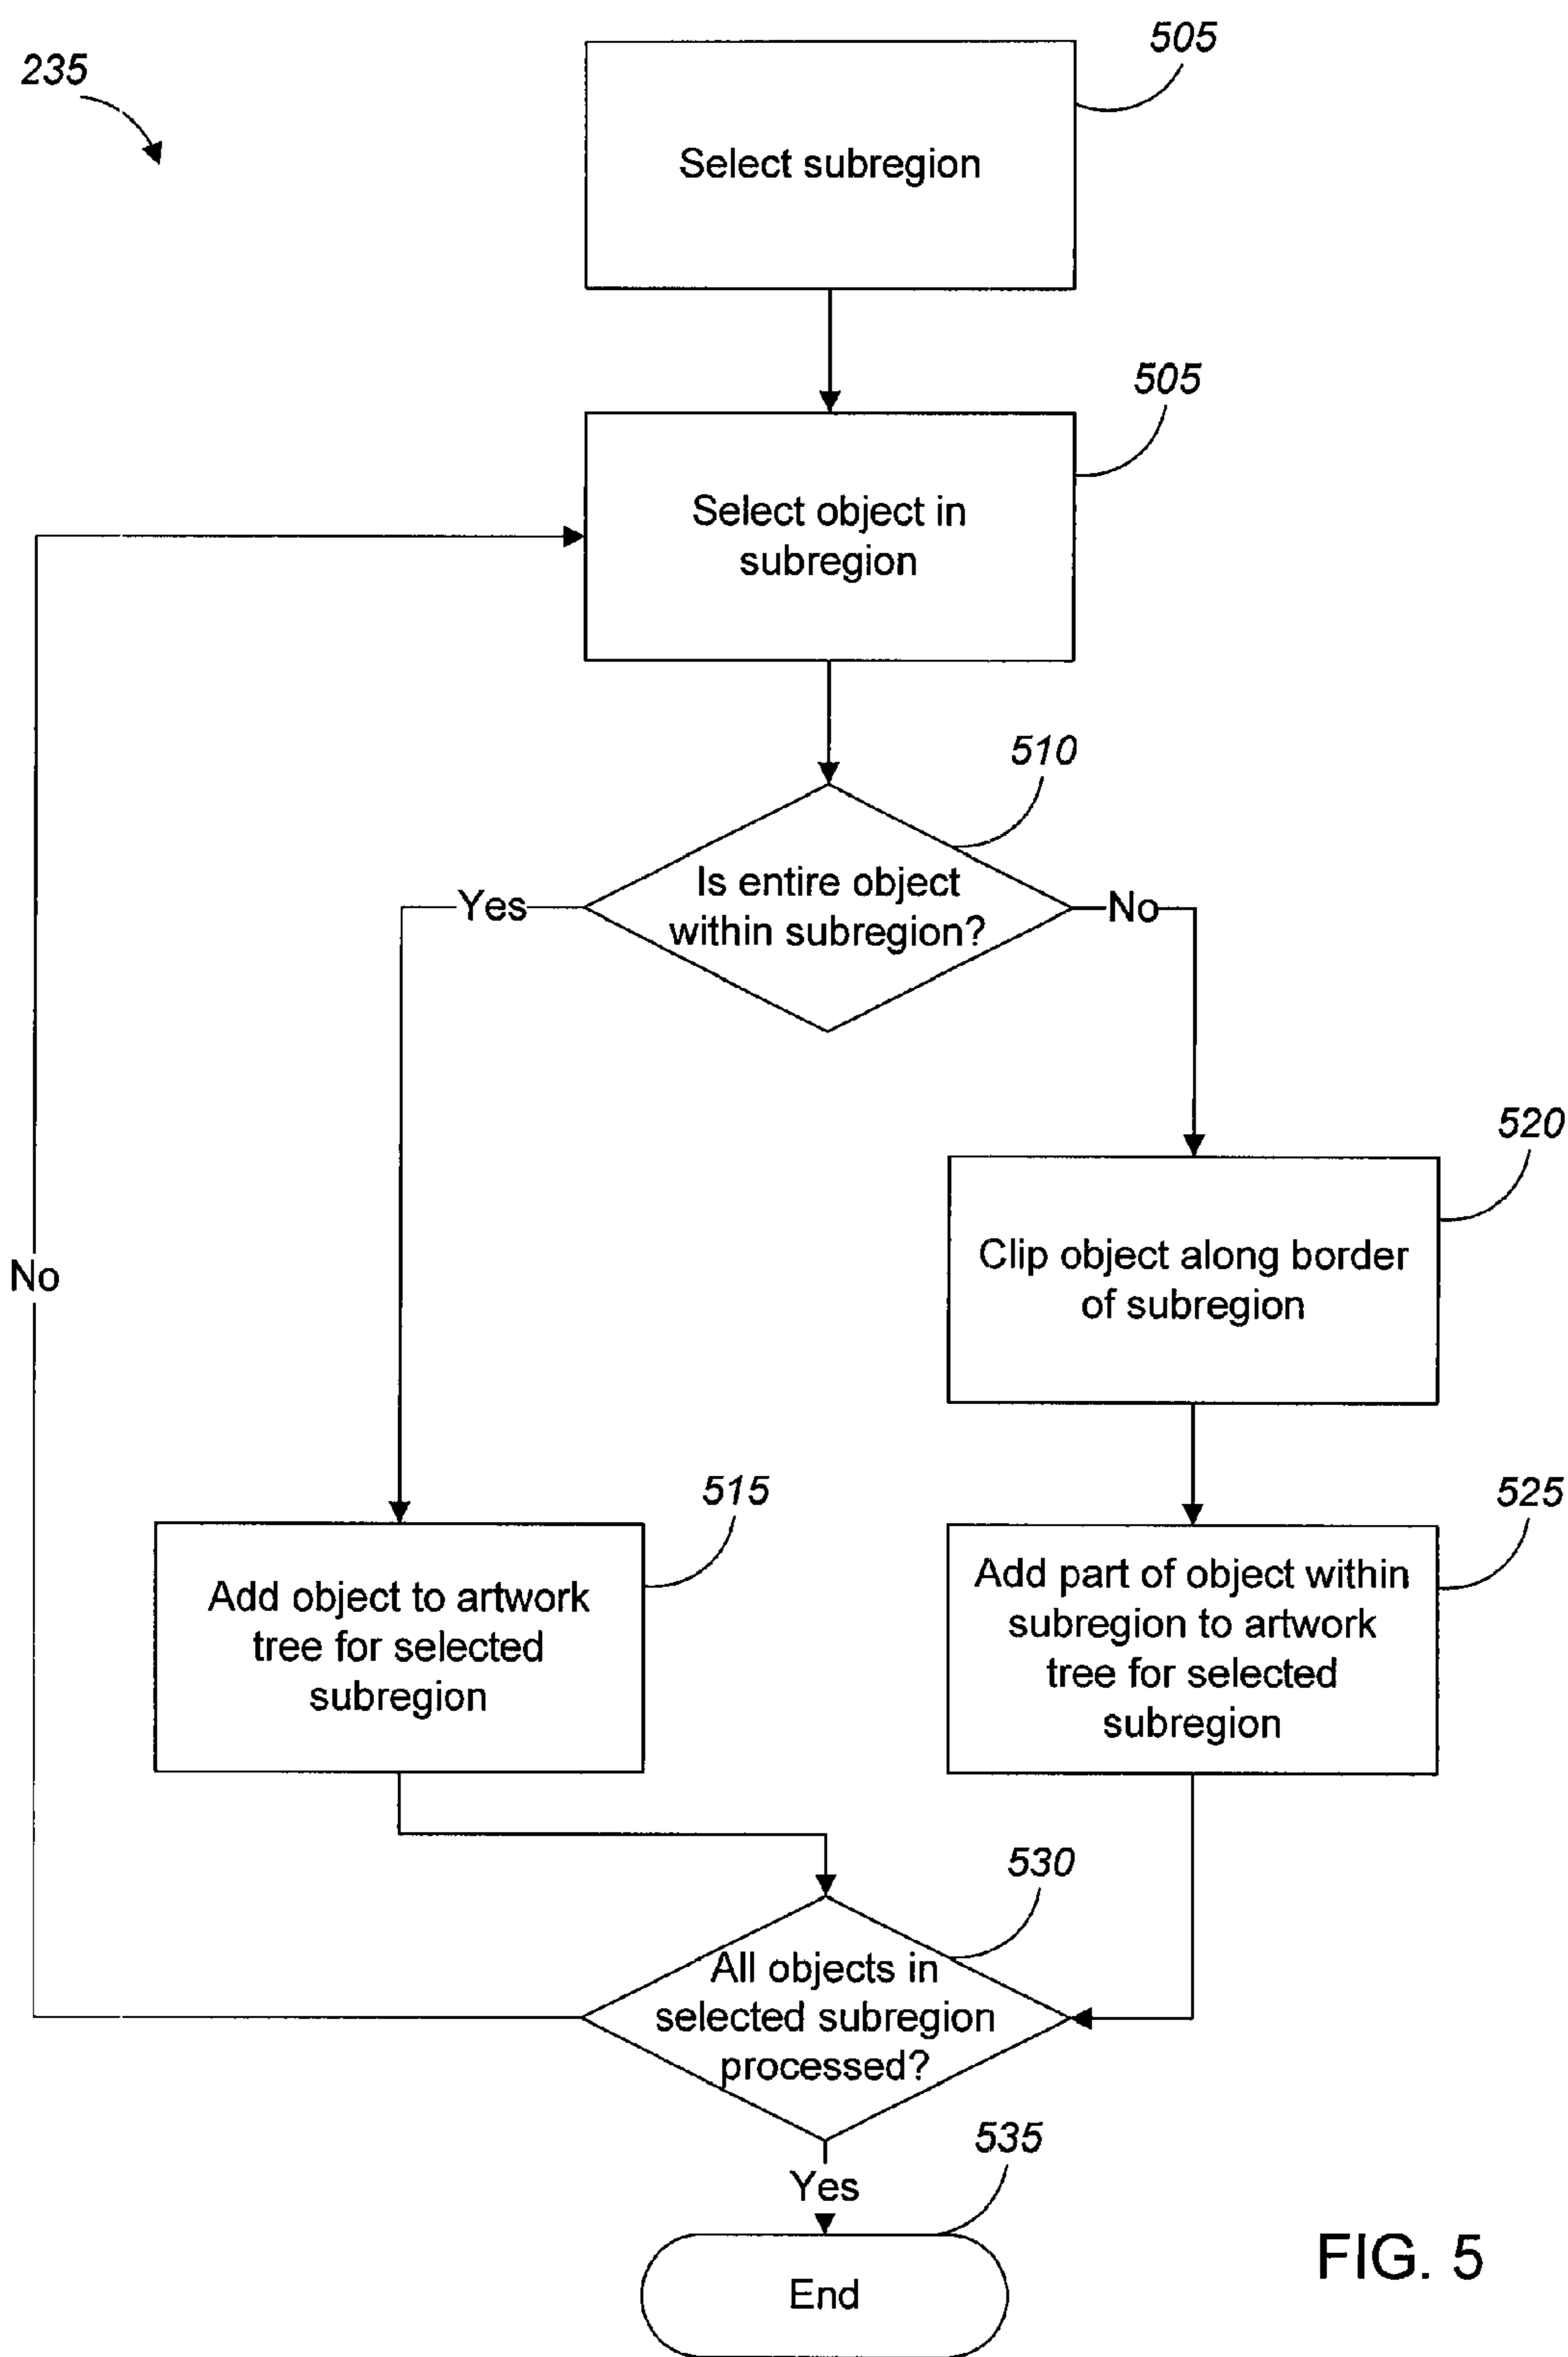 505
235
Select subregion
505
Select object in
subregion
510
Is entire object
within subregion?
Yes
No
520
Clip object along border
of subregion
No
515
525
Add object to artwork
tree for selected
subregion
Add part of object within
subregion to artwork
tree for selected
subregion
530
All objects in
selected subregion
processed?
535
Yes
End
FIG. 5